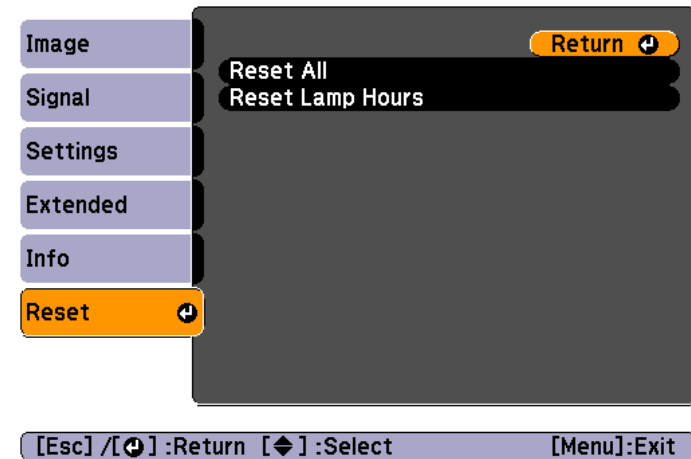 Image
Signal
Settings
Extended
Info
Reset
Return
Reset All
Reset Lamp Hours
[Esc] /[ ] :Return [ ] :Select [Menu]:Exit